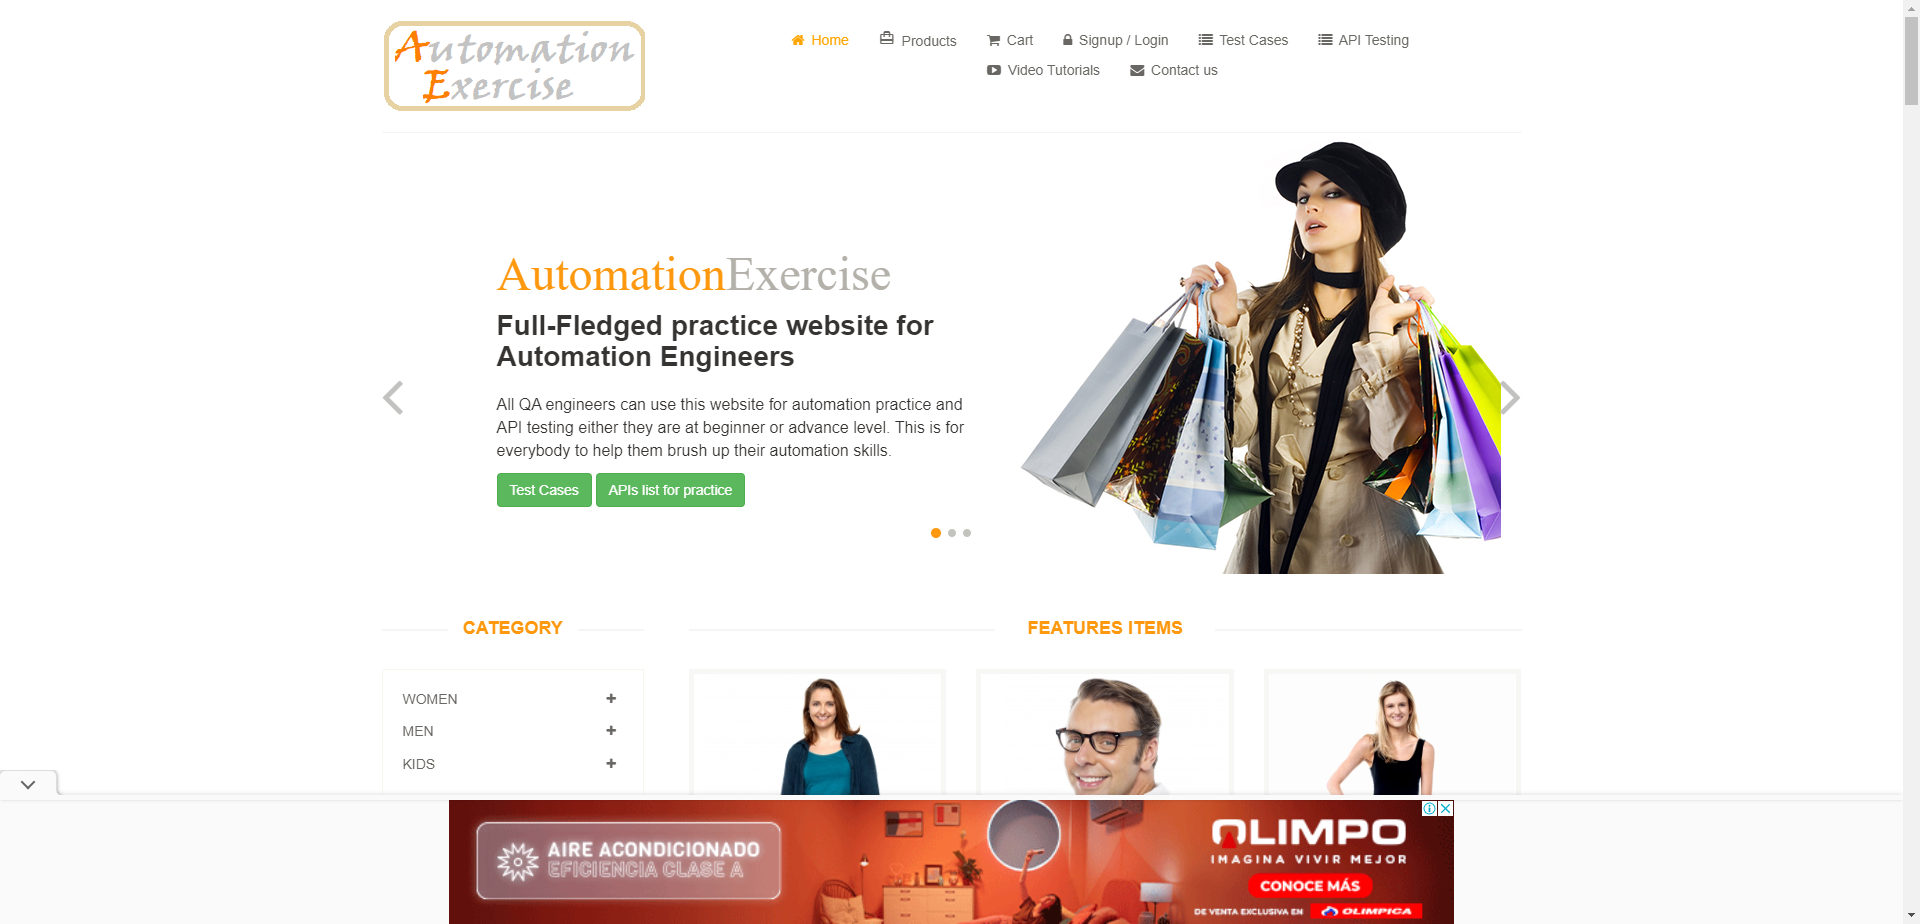 Automation
Exercise
Home
Products
Cart
Signup / Login
Test Cases
API Testing
Video Tutorials
Contact us
AutomationExercise
Full-Fledged practice website for
Automation Engineers
All QA engineers can use this website for automation practice and
API testing either they are at beginner or advance level. This is for
everybody to help them brush up their automation skills.
Test Cases
APIs list for practice
CATEGORY
FEATURES ITEMS
WOMEN
MEN
KIDS
AIRE ACONDICIONADO
EFICIENCIA CLASE A
OLIMPO
IMAGINA VIVIR MEJOR
CONOCE MÁS
DE VENTA EXCLUSIVA EN OLIMPICA